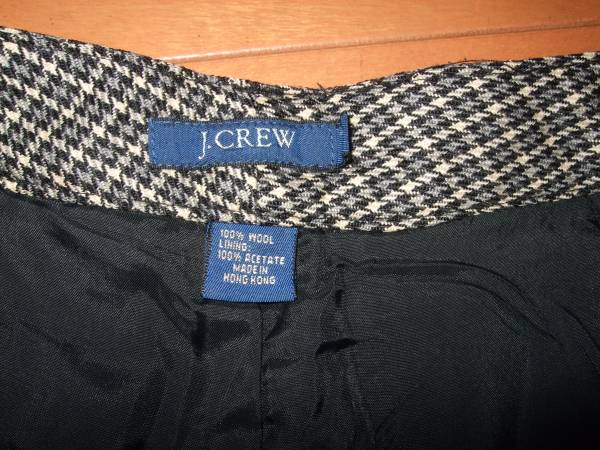 J.CREW
100% WOOL
LINING:
100% ACETATE
MADE IN
HONG KONG